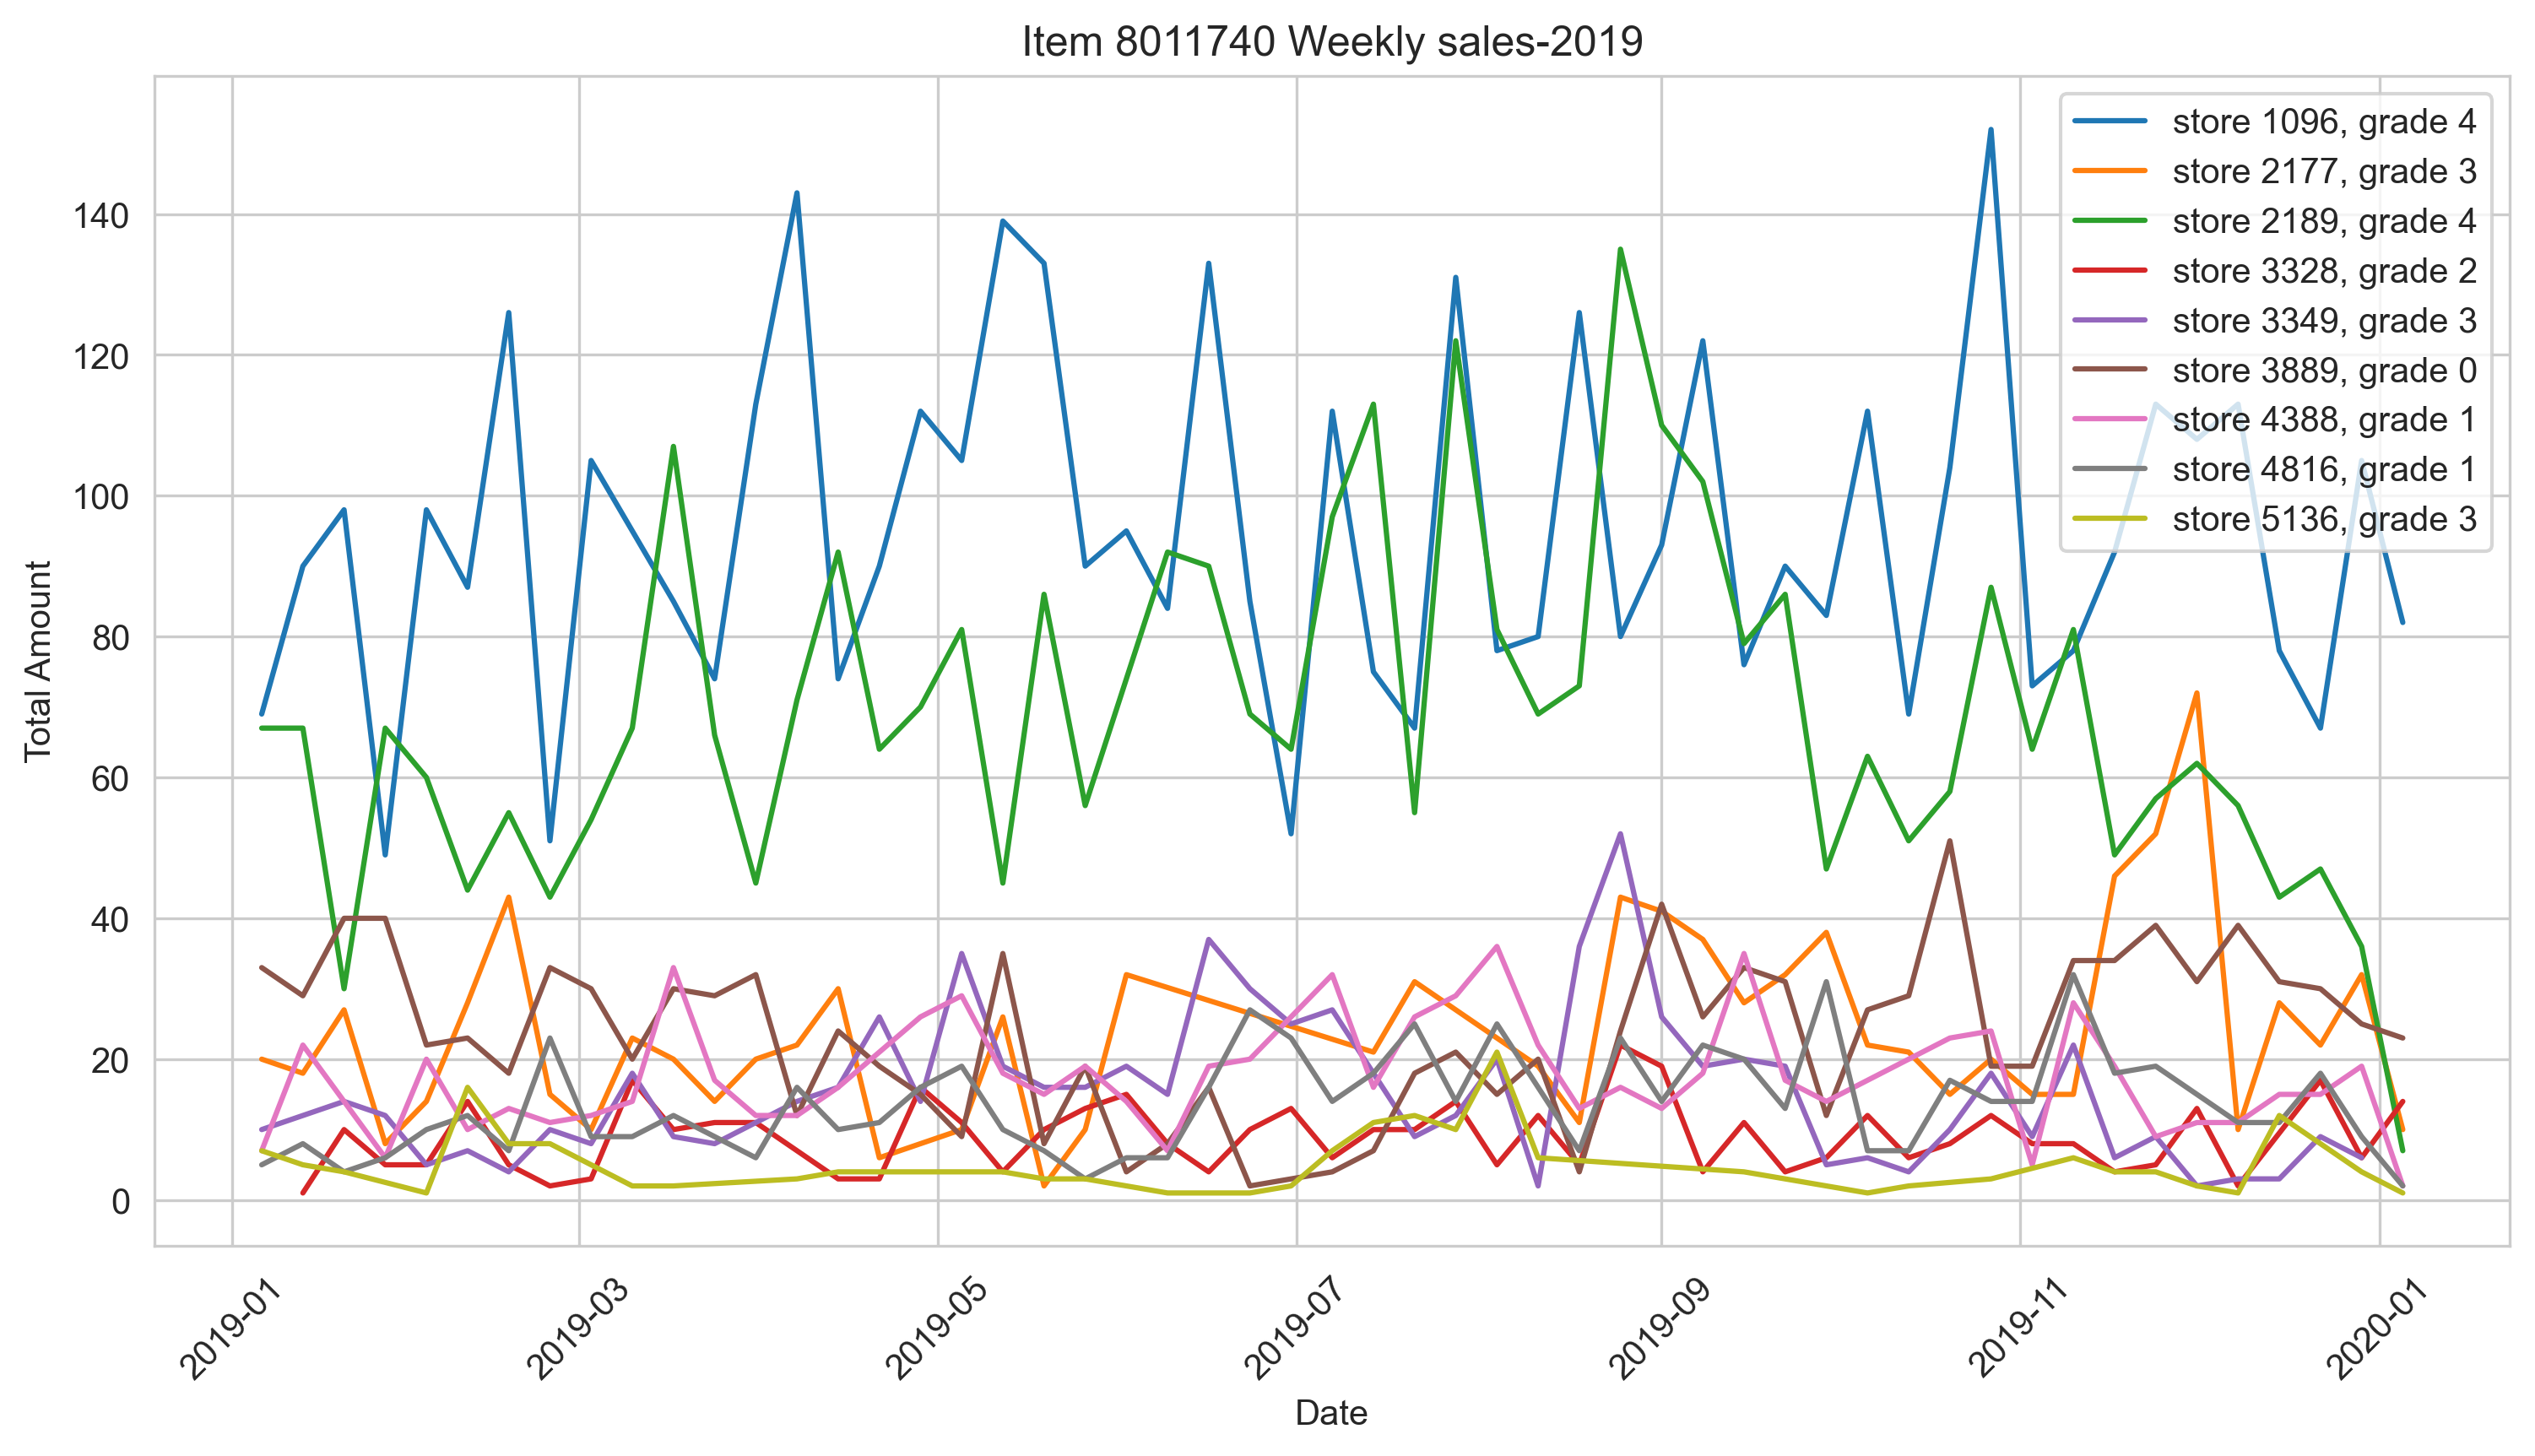 Item 8011740 Weekly sales-2019
store 1096, grade 4
store 2177, grade 3
store 2189, grade 4
store 3328, grade 2
store 3349, grade 3
store 3889, grade 0
store 4388, grade 1
store 4816, grade 1
store 5136, grade 3
Total Amount
140
120
100
80
60
40
20
0
2019-01
2019-03
2019-05
2019-07
2019-09
2019-11
2020-01
Date